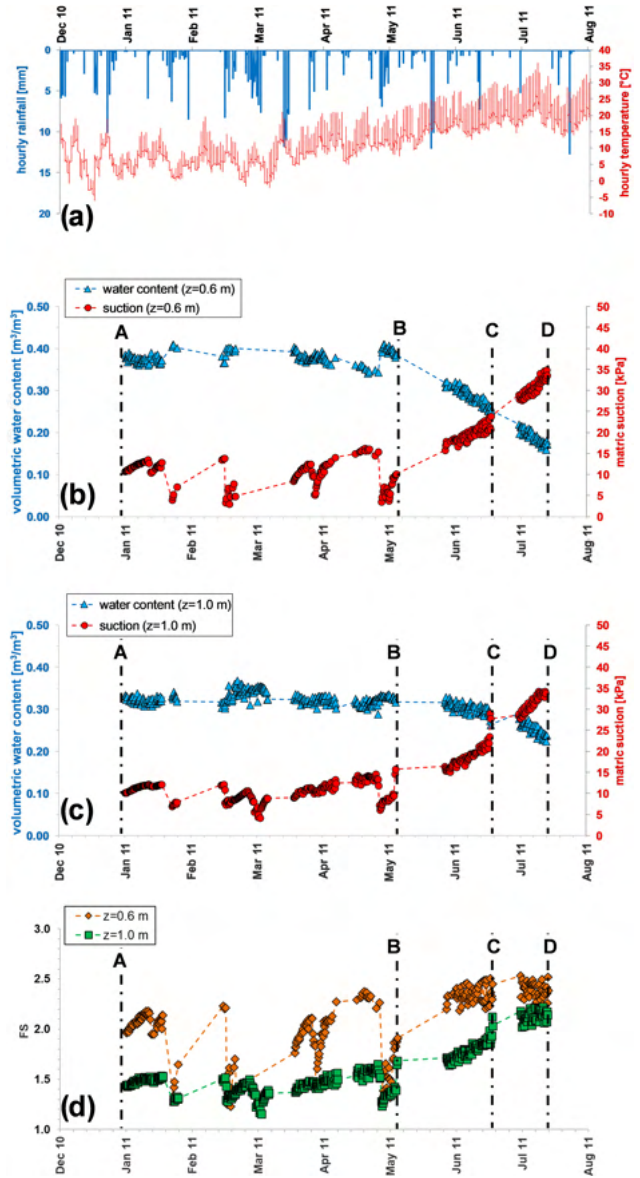 Dec 10 Jan 11 Feb 11 Mar 11 Apr 11 May 11 Jun 11 Jul 11 Aug 11
hourly rainfall [mm]
0
5
10
15
20
40
35
30
25
20
15
10
5
0
-5
-10
hourly temperature [°C]
(a)
water content (z=0.6 m)
suction (z=0.6 m)
A B C D
volumetric water content [m³/m³]
0.50
0.40
0.30
0.20
0.10
0.00
50
45
40
35
30
25
20
15
10
5
0
matric suction [kPa]
(b)
Dec 10 Jan 11 Feb 11 Mar 11 Apr 11 May 11 Jun 11 Jul 11 Aug 11
water content (z=1.0 m)
suction (z=1.0 m)
A B C D
volumetric water content [m³/m³]
0.50
0.40
0.30
0.20
0.10
0.00
50
45
40
35
30
25
20
15
10
5
0
matric suction [kPa]
(c)
Dec 10 Jan 11 Feb 11 Mar 11 Apr 11 May 11 Jun 11 Jul 11 Aug 11
z=0.6 m
z=1.0 m
A B C D
FS
3.0
2.5
2.0
1.5
1.0
(d)
Dec 10 Jan 11 Feb 11 Mar 11 Apr 11 May 11 Jun 11 Jul 11 Aug 11